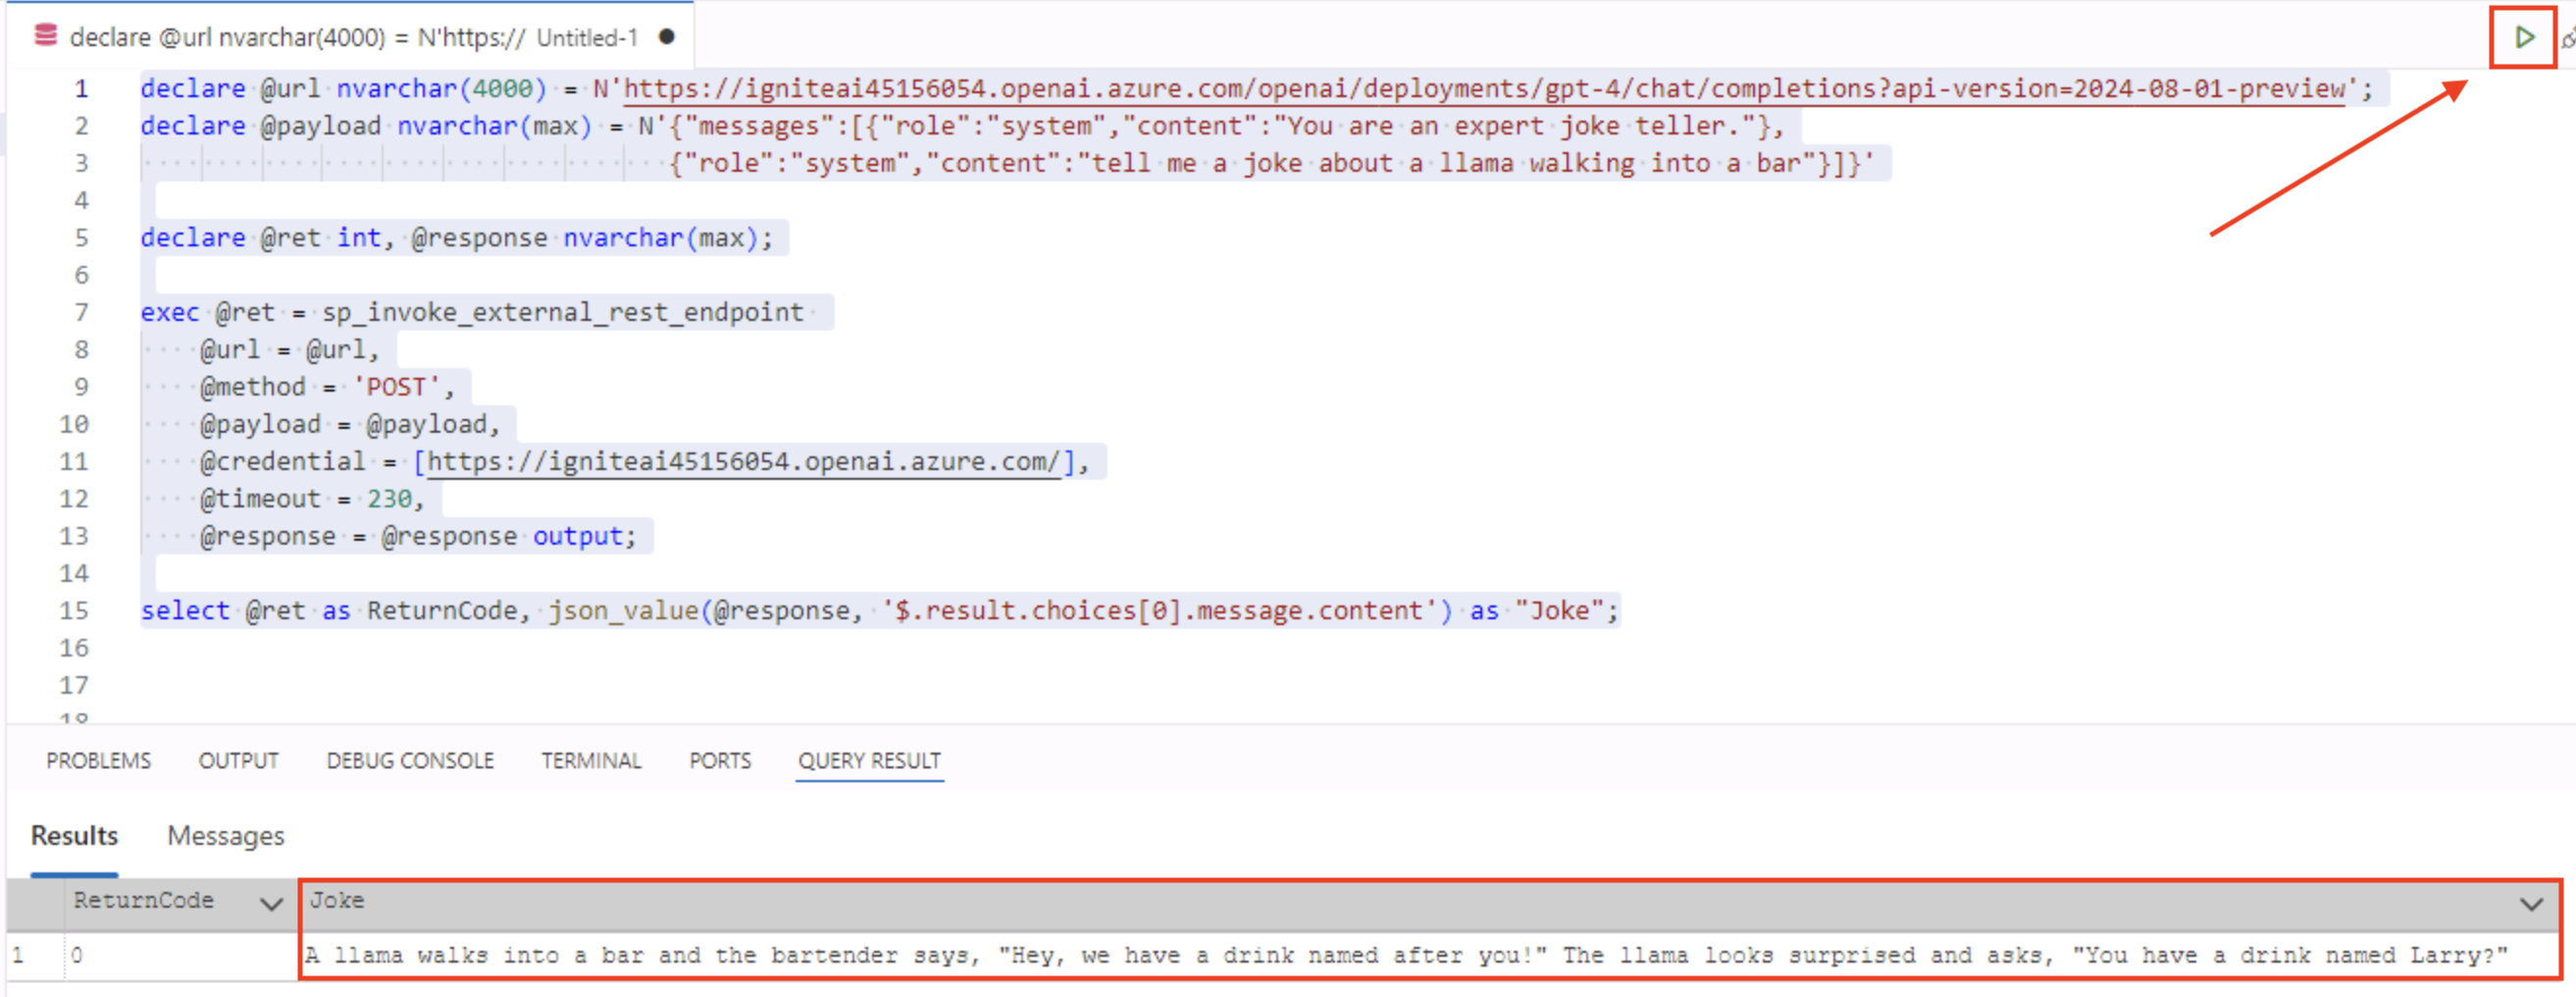 declare @url nvarchar(4000) = N'https:// Untitled-1
1 declare @url nvarchar(4000) = N'https://igniteai45156054.openai.azure.com/openai/deployments/gpt-4/chat/completions?api-version=2024-08-01-preview';
2 declare @payload nvarchar(max) = N'{"messages":[{"role":"system","content":"You are an expert joke teller."},
3 {"role":"system","content":"tell me a joke about a llama walking into a bar"}]}'
4
5 declare @ret int, @response nvarchar(max);
6
7 exec @ret = sp_invoke_external_rest_endpoint
8 @url = @url,
9 @method = 'POST',
10 @payload = @payload,
11 @credential = [https://igniteai45156054.openai.azure.com/],
12 @timeout = 230,
13 @response = @response output;
14
15 select @ret as ReturnCode, json_value(@response, '$.result.choices[0].message.content') as "Joke";
16
17
18
PROBLEMS OUTPUT DEBUG CONSOLE TERMINAL PORTS QUERY RESULT
Results Messages
ReturnCode Joke
1 0 A llama walks into a bar and the bartender says, "Hey, we have a drink named after you!" The llama looks surprised and asks, "You have a drink named Larry?"